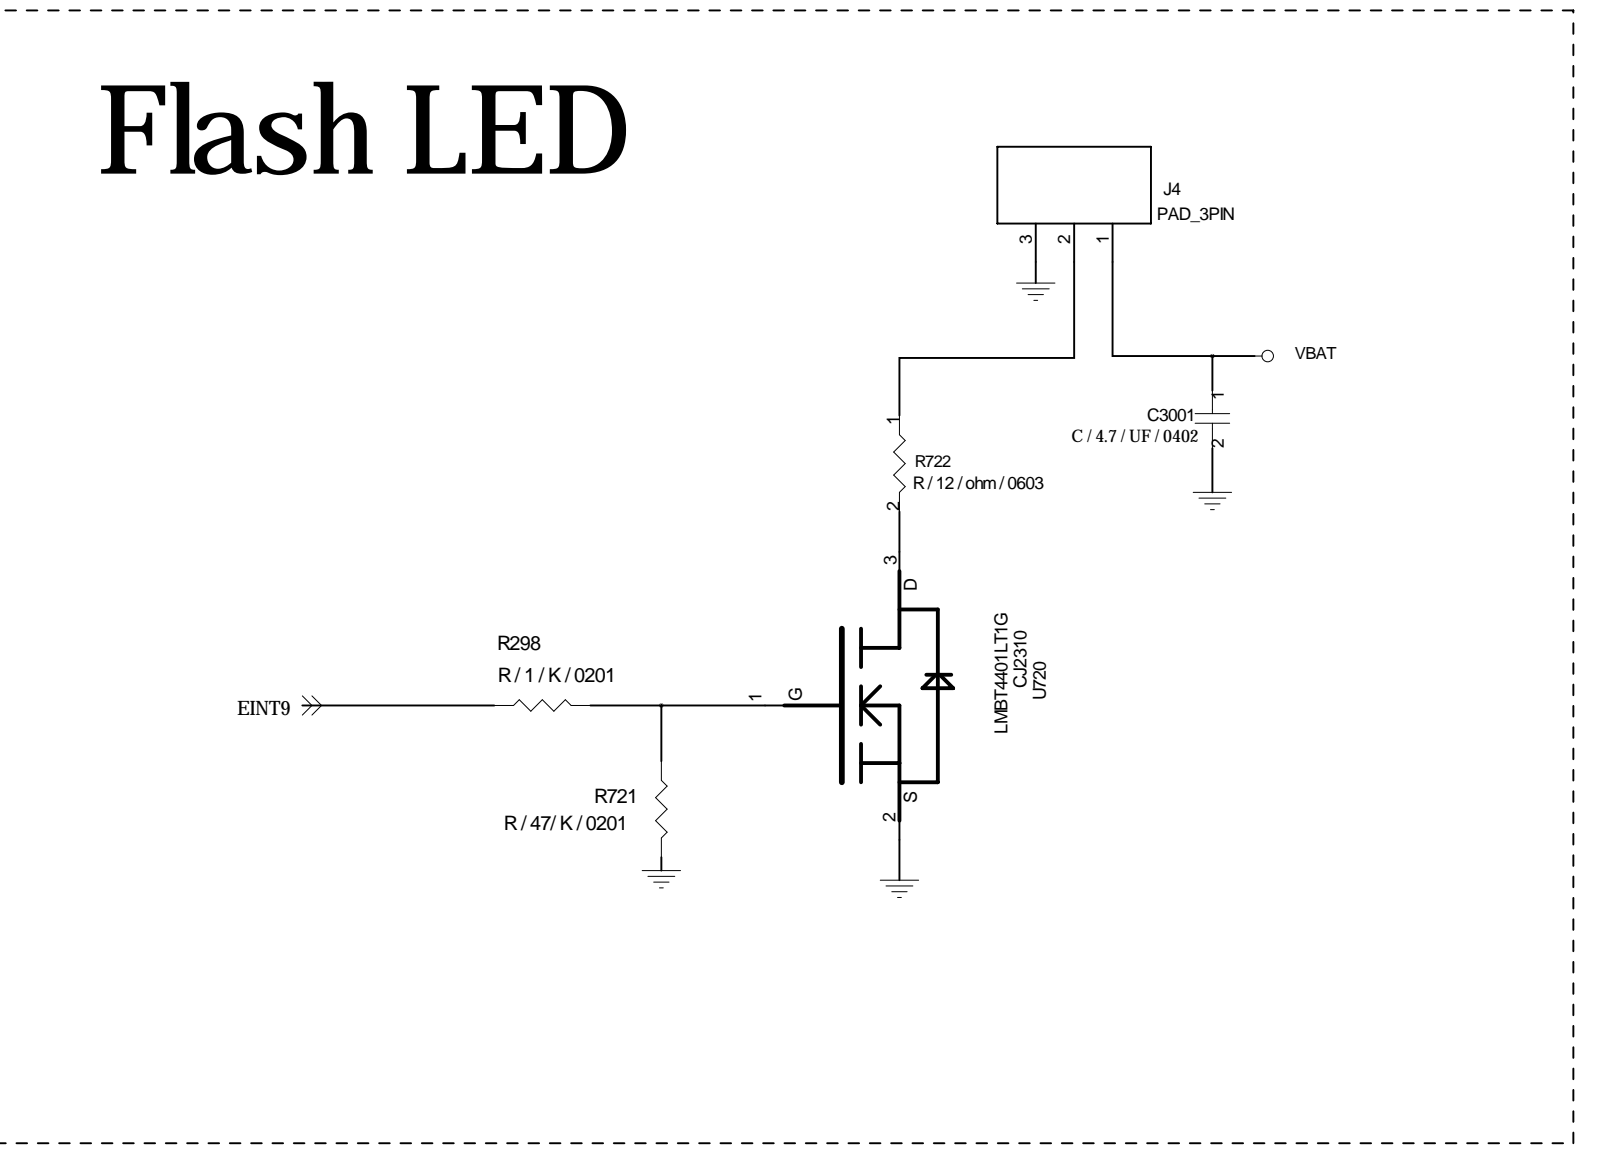 Flash LED
J4
PAD_3PIN
3
2
1
VBAT
1
C3001
C / 4.7 / UF / 0402
2
1
R722
R / 12 / ohm / 0603
2
3
D
LMBT4401LT1G
CJ2310
U720
R298
R / 1 / K / 0201
EINT9
1
G
R721
R / 47/ K / 0201
S
2